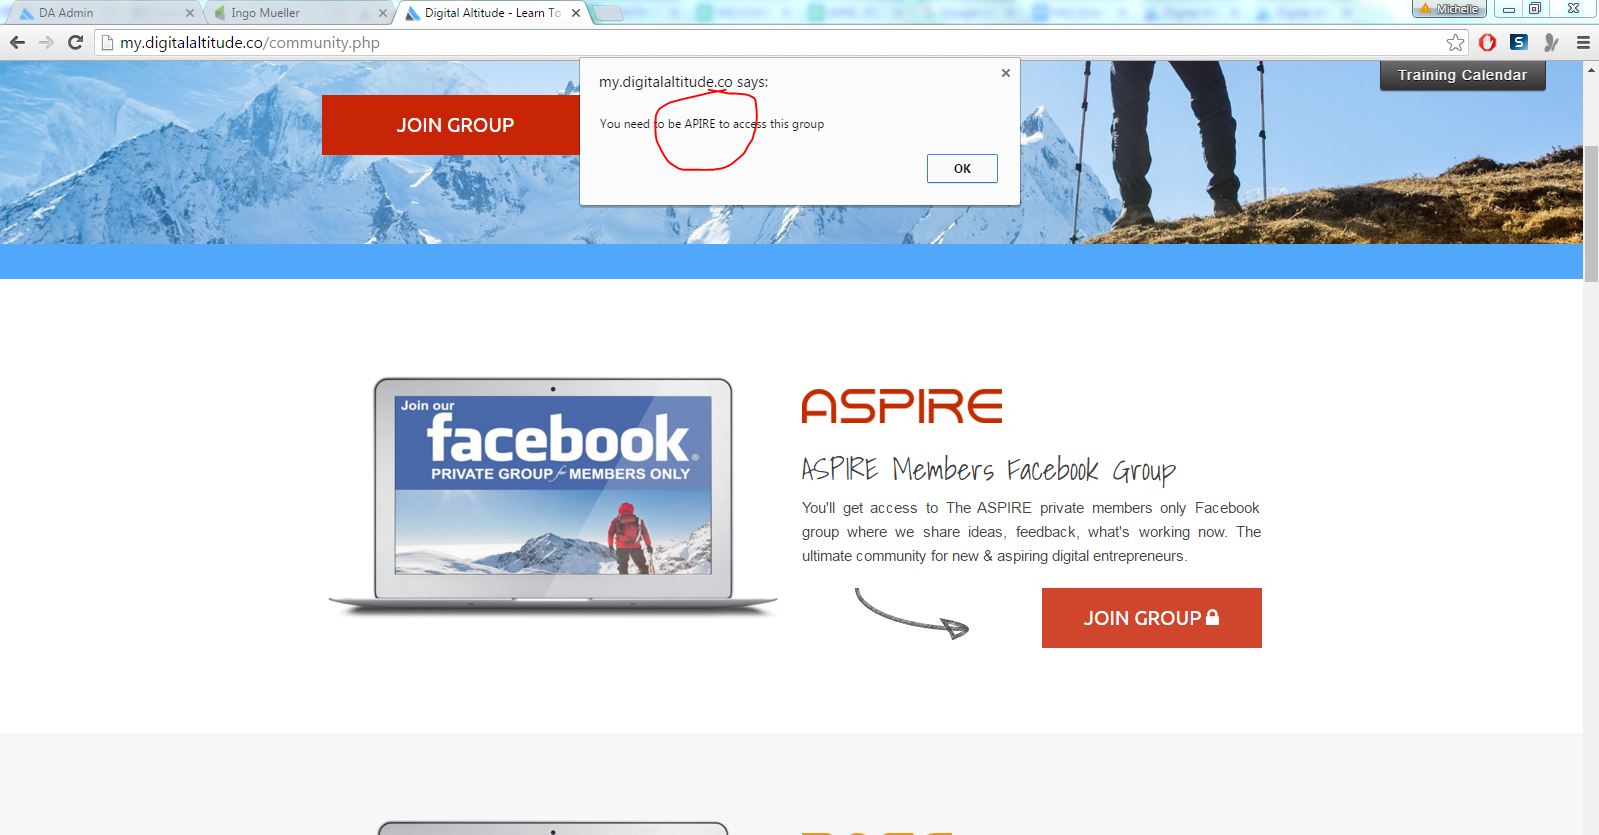 DA Admin
Ingo Mueller
Digital Altitude - Learn To
Michelle
my.digitalaltitude.co/community.php
Training Calendar
my.digitalaltitude.co says:
You need to be APIRE to access this group
OK
JOIN GROUP
Join our
facebook®
PRIVATE GROUP for MEMBERS ONLY
ASPIRE
ASPIRE Members Facebook Group
You'll get access to The ASPIRE private members only Facebook
group where we share ideas, feedback, what's working now. The
ultimate community for new & aspiring digital entrepreneurs.
JOIN GROUP